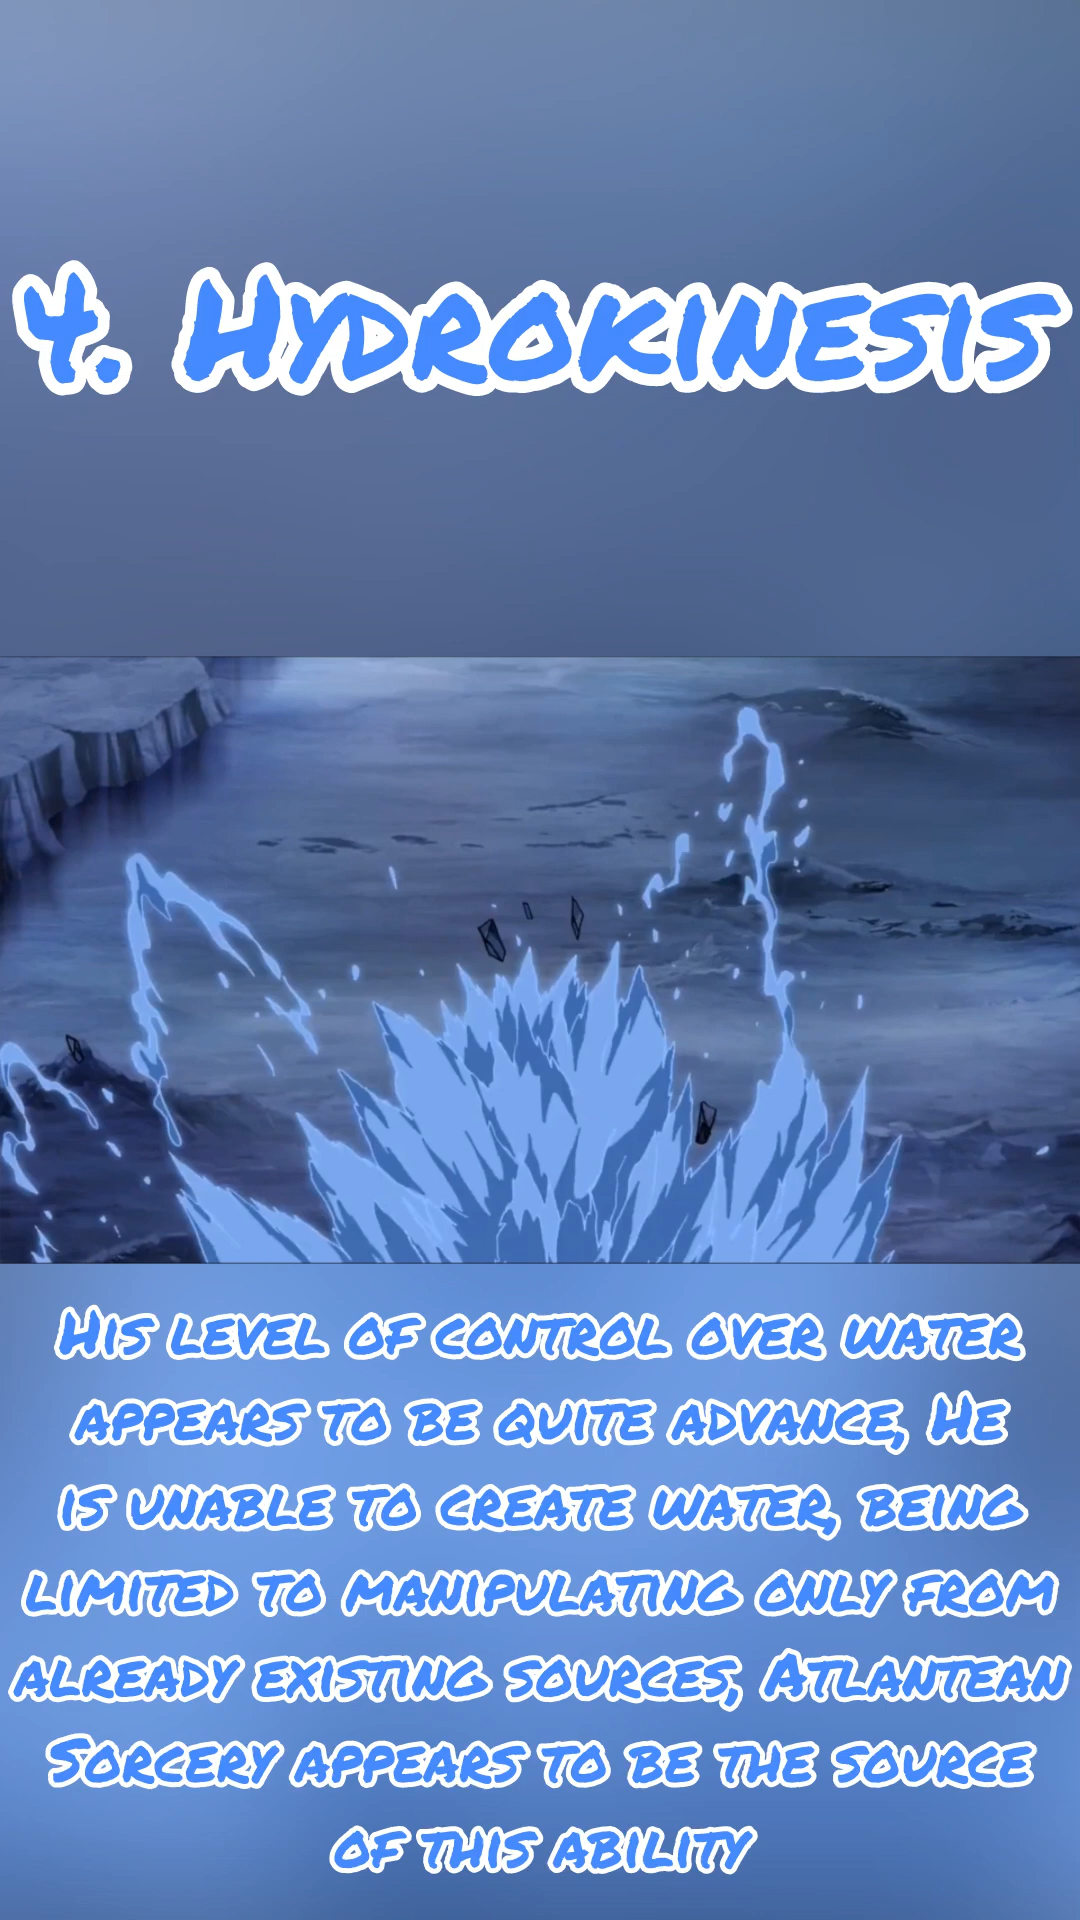 4. Hydrokinesis
His level of control over water
appears to be quite advance, He
is unable to create water, being
limited to manipulating only from
already existing sources, Atlantean
Sorcery appears to be the source
of this ability